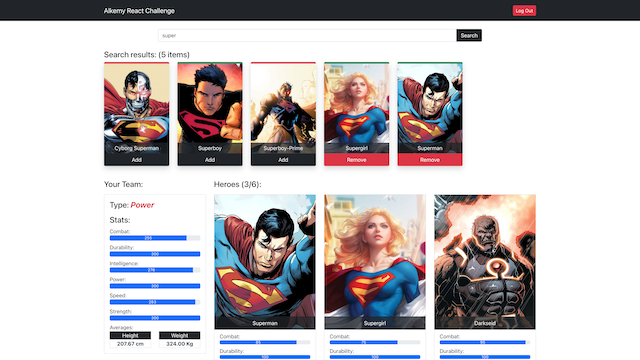 Alkemy React Challenge
Log Out
super
Search
Search results: (5 items)
Cyborg Superman
Superboy
Superboy-Prime
Supergirl
Superman
Add
Add
Add
Remove
Remove
Your Team:
Heroes (3/6):
Type: Power
Stats:
Combat:
Durability:
300
Intelligence:
276
Power:
300
Speed:
283
Strength:
300
Averages:
Height
Weight
207.67 cm
324.00 Kg
Superman
Supergirl
Darkseid
Combat:
Combat:
Combat:
85
75
Durability:
Durability:
Durability:
100
100
100